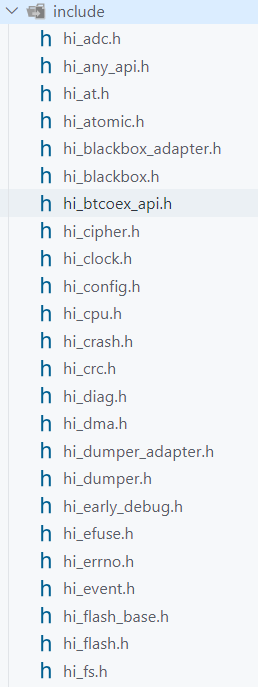 include
h hi_adc.h
h hi_any_api.h
h hi_at.h
h hi_atomic.h
h hi_blackbox_adapter.h
h hi_blackbox.h
h hi_btcoex_api.h
h hi_cipher.h
h hi_clock.h
h hi_config.h
h hi_cpu.h
h hi_crash.h
h hi_crc.h
h hi_diag.h
h hi_dma.h
h hi_dumper_adapter.h
h hi_dumper.h
h hi_early_debug.h
h hi_efuse.h
h hi_errno.h
h hi_event.h
h hi_flash_base.h
h hi_flash.h
h hi_fs.h